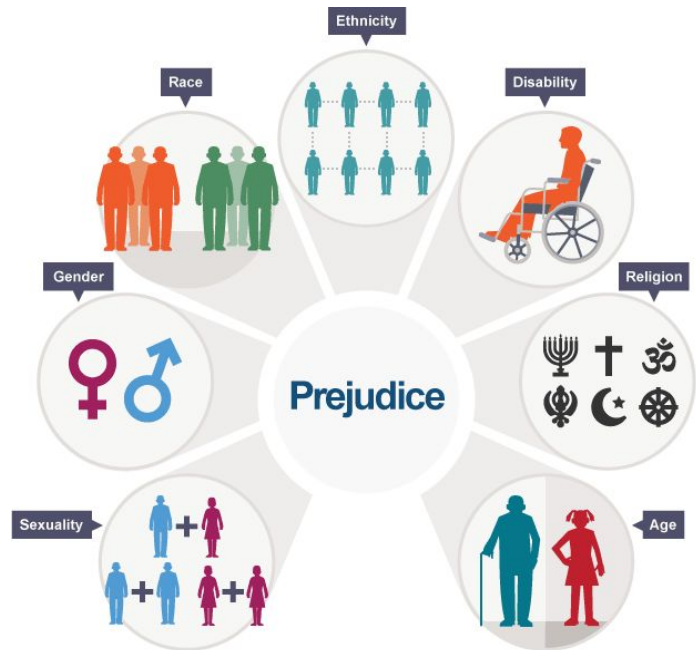 Ethnicity
Race
Disability
Gender
Religion
Prejudice
Sexuality
Age